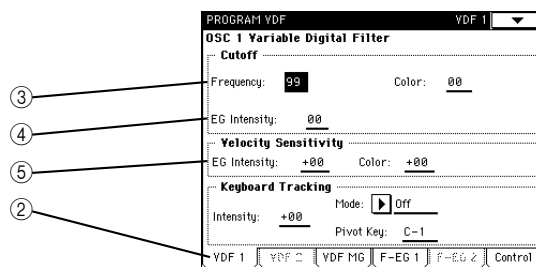 PROGRAM VDF VDF 1
OSC 1 Variable Digital Filter
Cutoff
③ Frequency: 99 Color: 00
④ EG Intensity: 00
Velocity Sensitivity
⑤ EG Intensity: +00 Color: +00
Keyboard Tracking
Mode: Off
Intensity: +00
Pivot Key: C-1
② VDF 1 VDF 2 VDF MG F-EG 1 F-EG 2 Control